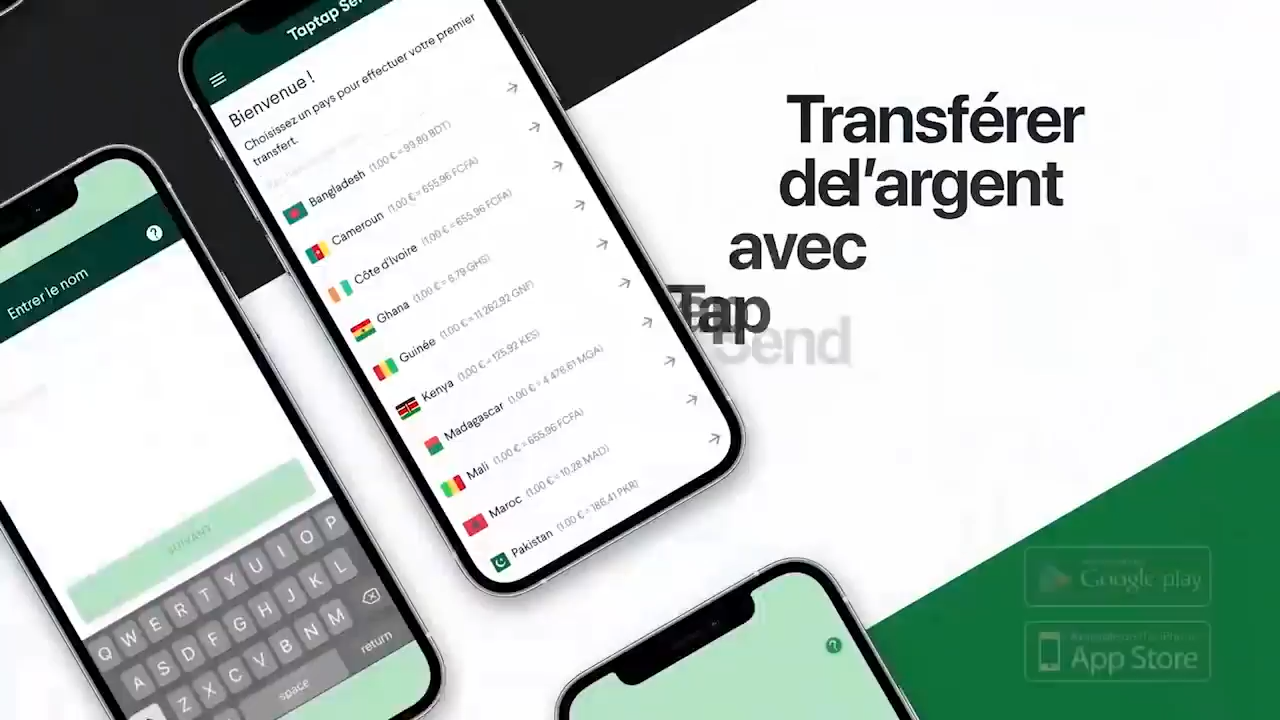 Taptap Sen
Bienvenue !
Choisissez un pays pour effectuer votre premier
transfert.
Bangladesh (1,00 € = 99,80 BDT)
Cameroun (1,00 € = 655,96 FCFA)
Côte d'Ivoire (1,00 € = 655,96 FCFA)
Ghana (1,00 € = 6,79 GHS)
Guinée (1,00 € = 11 262,92 GNF)
Kenya (1,00 € = 125,92 KES)
Madagascar (1,00 € = 4 476,61 MGA)
Mali (1,00 € = 655,96 FCFA)
Maroc (1,00 € = 10,28 MAD)
Pakistan (1,00 € = 186,41 PKR)
Entrer le nom
?
SUIVANT
Q W E R T Y U I O P
A S D F G H J K L
Z X C V B N M
space return
Transférer
del'argent
avec
Tap
Send
?
Google play
App Store